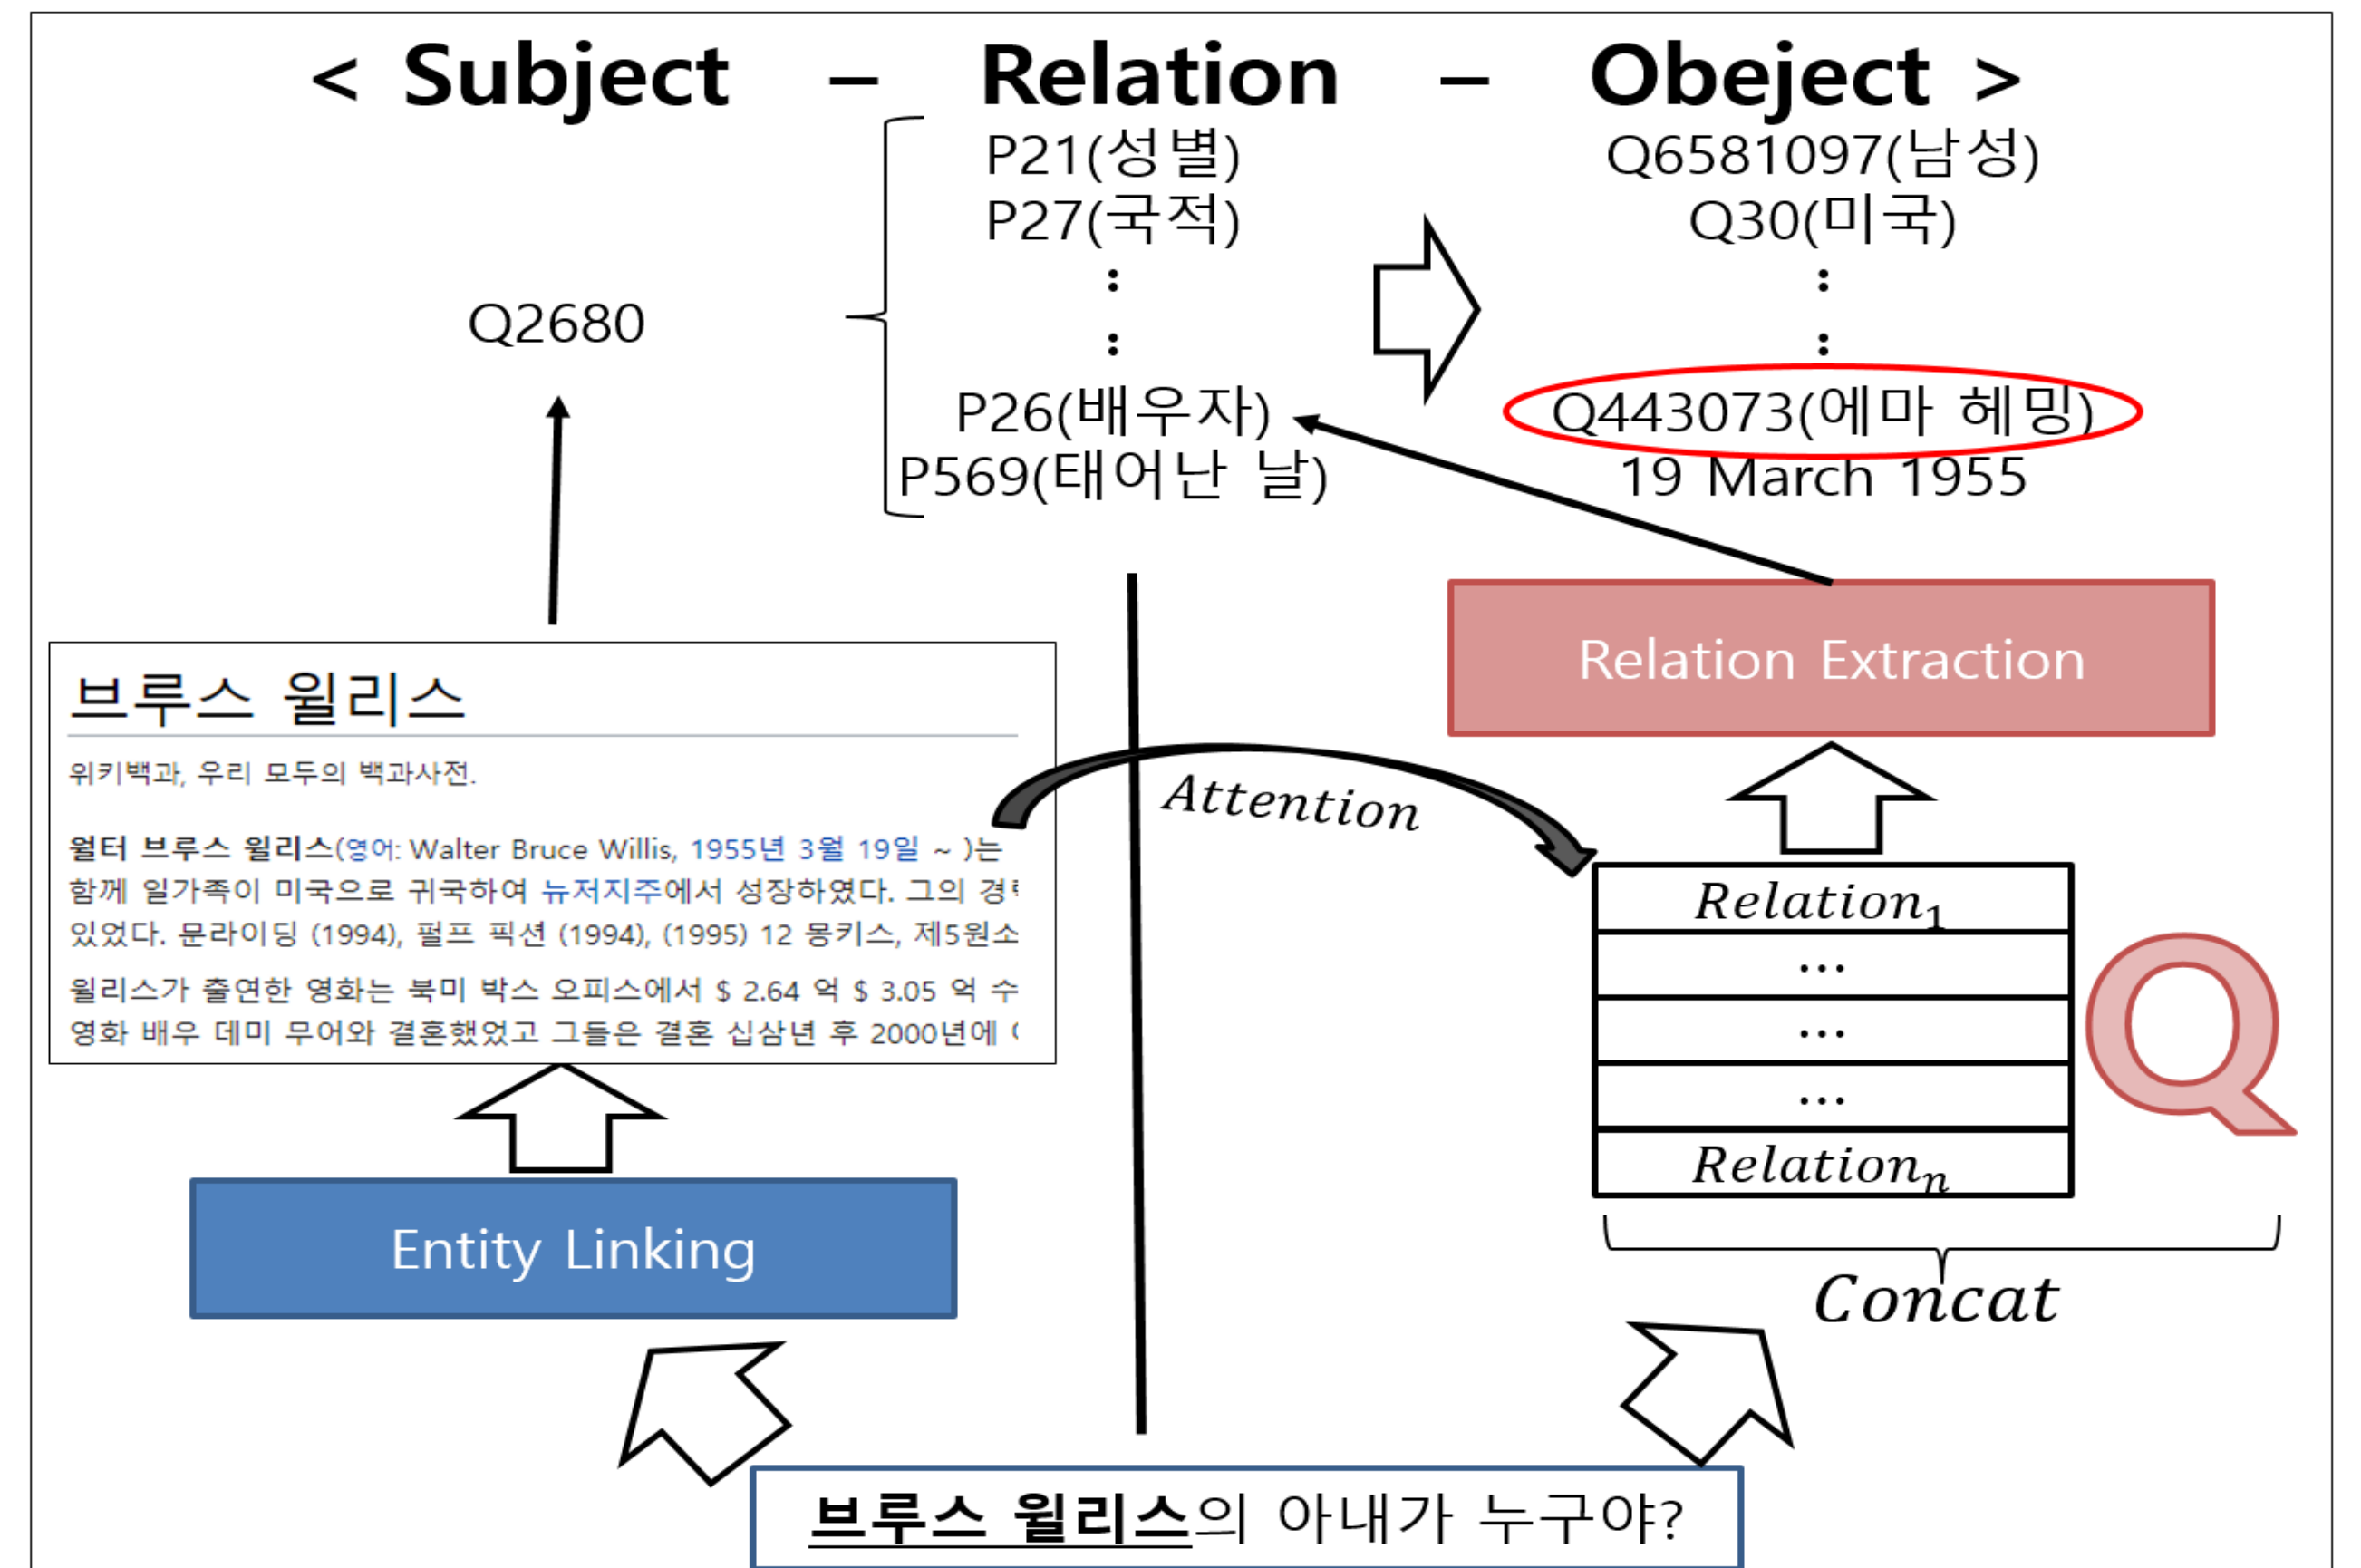 < Subject – Relation – Obeject >
P21(성별)
Q6581097(남성)
P27(국적)
Q30(미국)
:
:
:
:
Q2680
P26(배우자)
Q443073(에마 헤밍)
P569(태어난 날)
19 March 1955
Relation Extraction
브루스 윌리스
위키백과, 우리 모두의 백과사전.
월터 브루스 윌리스(영어: Walter Bruce Willis, 1955년 3월 19일 ~ )는
함께 일가족이 미국으로 귀국하여 뉴저지주에서 성장하였다. 그의
있었다. 문라이딩 (1994), 펄프 픽션 (1994), (1995) 12 몽키스, 제5원소
윌리스가 출연한 영화는 북미 박스 오피스에서 $ 2.64 억 $ 3.05 억 수
영화 배우 데미 무어와 결혼했었고 그들은 결혼 십삼년 후 2000년에
Attention
Relation1
...
...
...
Relationn
Q
Concat
Entity Linking
브루스 윌리스의 아내가 누구야?